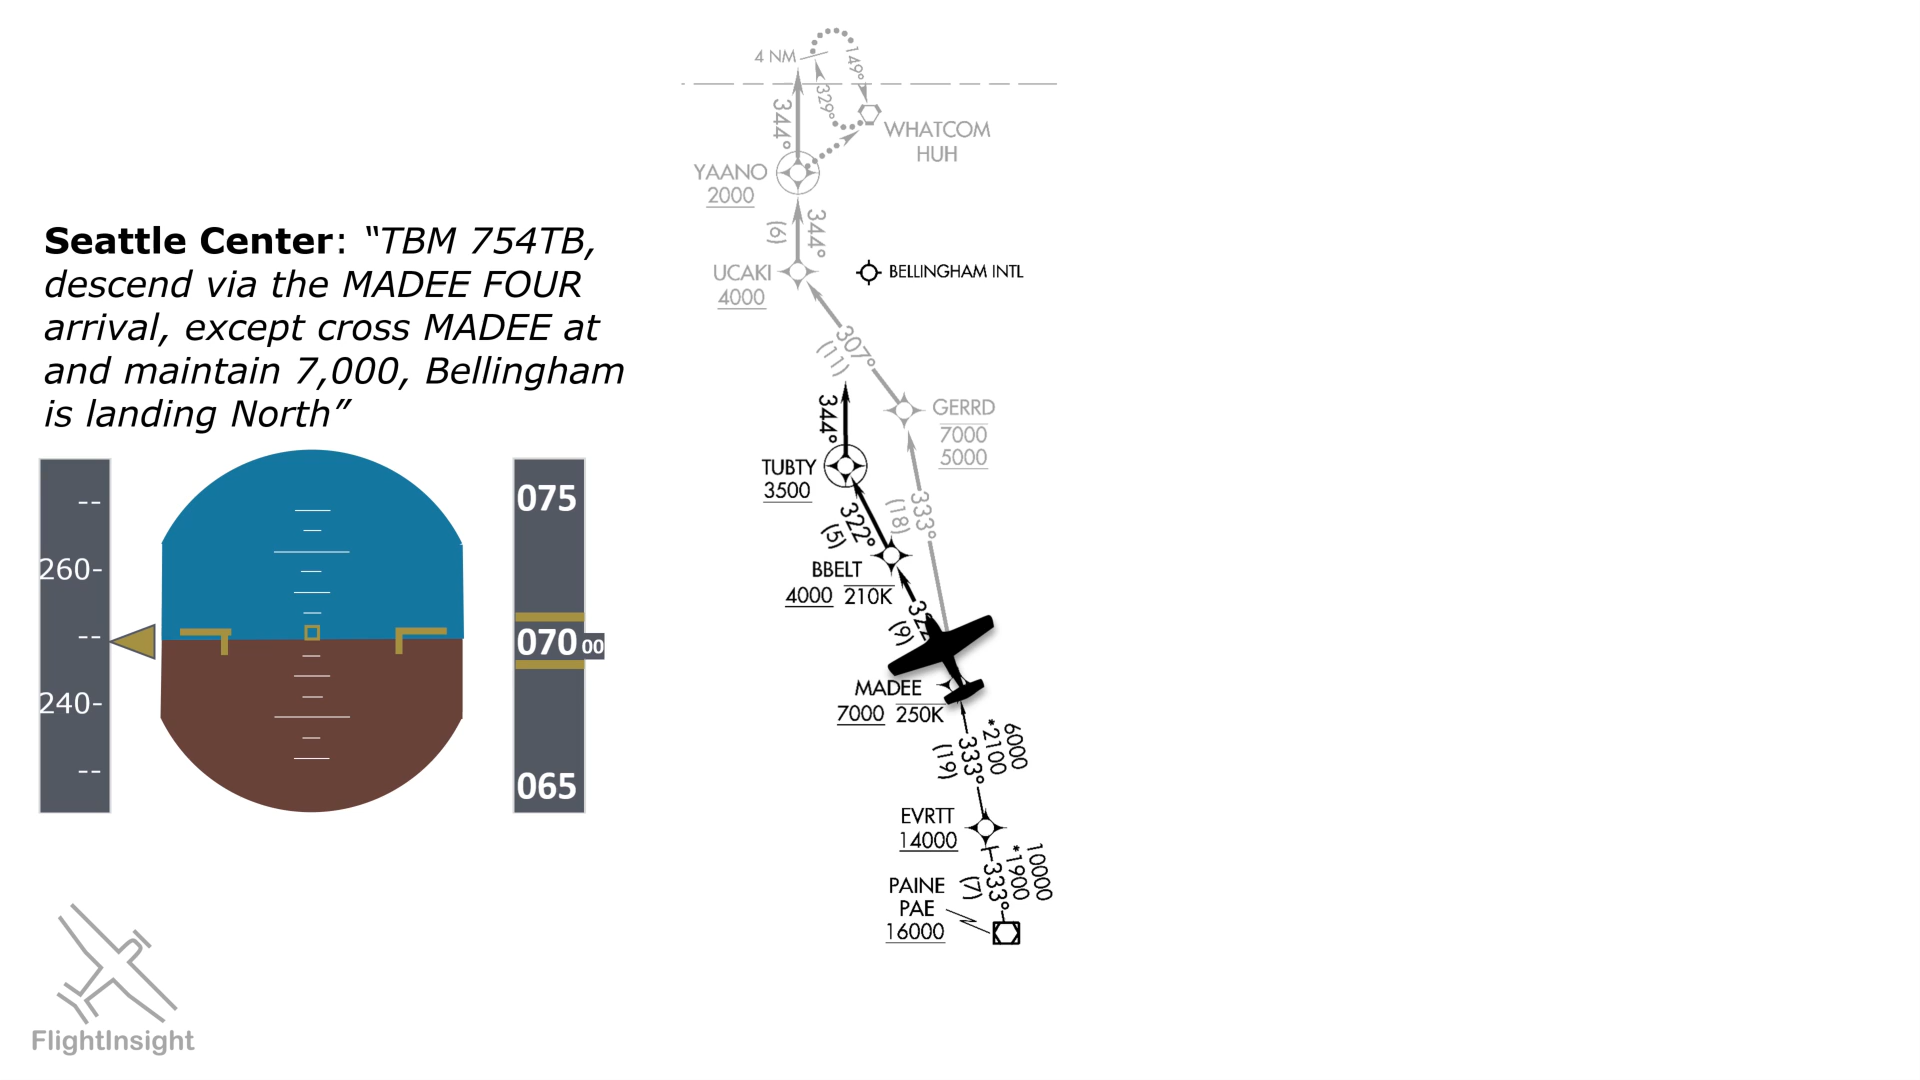 Seattle Center: “TBM 754TB,
descend via the MADEE FOUR
arrival, except cross MADEE at
and maintain 7,000, Bellingham
is landing North”
--
260-
--
240-
--
075
070 00
065
4 NM
149°
329°
344°
WHATCOM
HUH
YAANO
2000
(6)
344°
UCAKI
4000
BELLINGHAM INTL
307°
(11)
GERRD
7000
5000
344°
TUBTY
3500
322°
(5)
333°
(18)
BBELT
4000 210K
(9)
MADEE
7000 250K
6000
*2100
333°
(19)
EVRTT
14000
10000
*1900
333°
(7)
PAINE
PAE
16000
FlightInsight